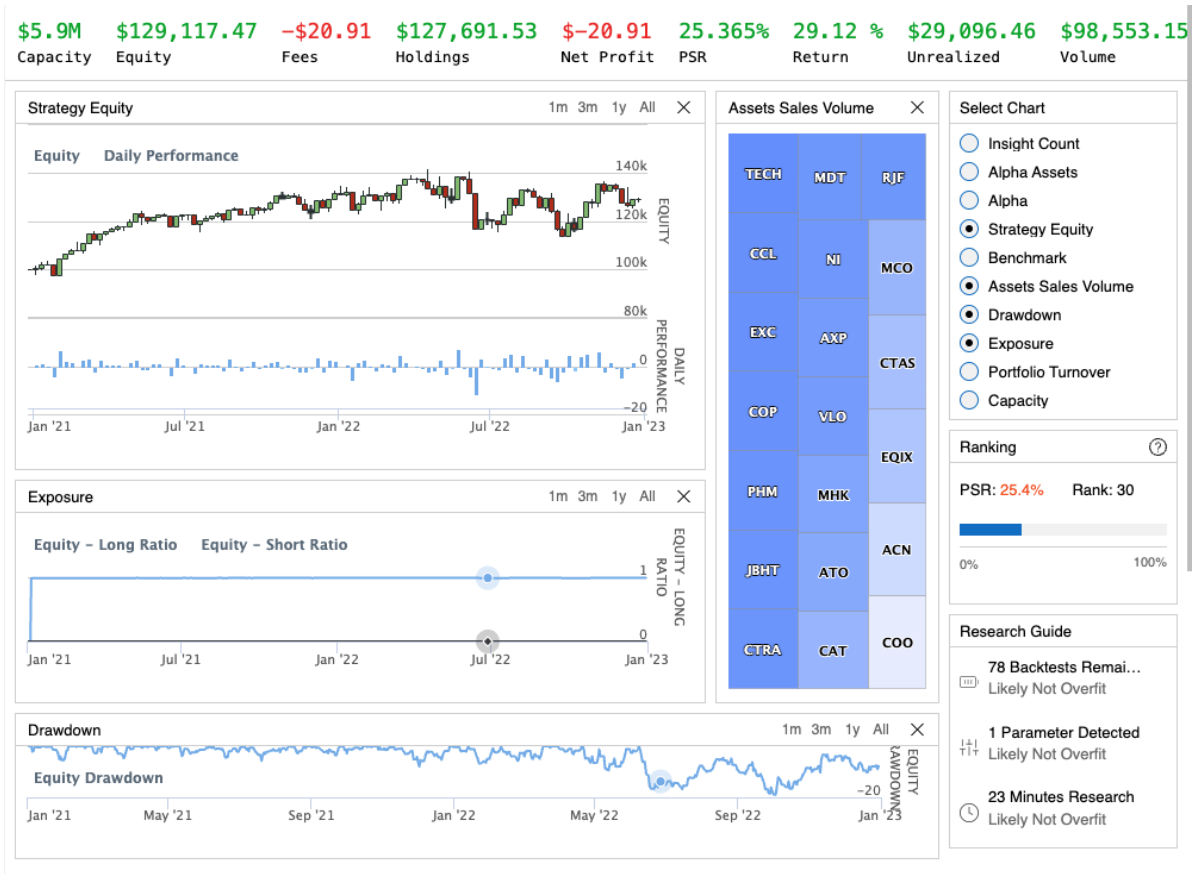 $5.9M $129,117.47 -$20.91 $127,691.53 $-20.91 25.365% 29.12 % $29,096.46 $98,553.15
Capacity Equity Fees Holdings Net Profit PSR Return Unrealized Volume
Strategy Equity 1m 3m 1y All
Equity Daily Performance
140k
120k
100k
80k
EQUITY
0
-20
DAILY
PERFORMANCE
Jan '21 Jul '21 Jan '22 Jul '22 Jan '23
Exposure 1m 3m 1y All
Equity - Long Ratio Equity - Short Ratio
1
0
EQUITY - LONG
RATIO
Jan '21 Jul '21 Jan '22 Jul '22 Jan '23
Assets Sales Volume
TECH MDT RJF
CCL NI MCO
EXC AXP CTAS
COP VLO EQIX
PHM MHK ACN
JBHT ATO COO
CTRA CAT
Drawdown 1m 3m 1y All
Equity Drawdown
-20
EQUITY
Jan '21 May '21 Sep '21 Jan '22 May '22 Sep '22 Jan '23
Select Chart
Insight Count
Alpha Assets
Alpha
Strategy Equity
Benchmark
Assets Sales Volume
Drawdown
Exposure
Portfolio Turnover
Capacity
Ranking ?
PSR: 25.4% Rank: 30
0% 100%
Research Guide
78 Backtests Remai...
Likely Not Overfit
1 Parameter Detected
Likely Not Overfit
23 Minutes Research
Likely Not Overfit